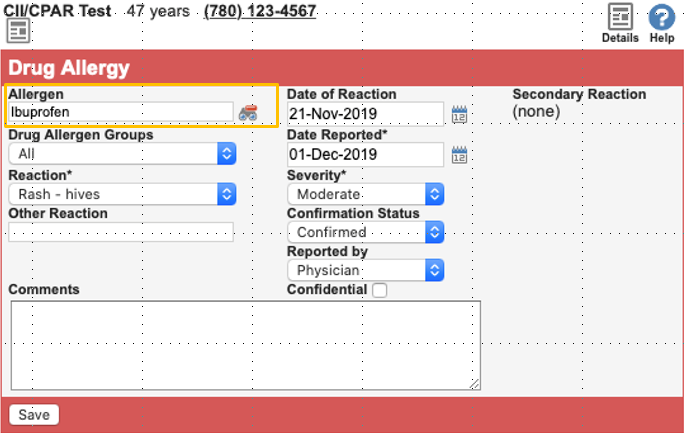 CII/CPAR Test 47 years (780) 123-4567
Details Help
Drug Allergy
Allergen
Ibuprofen
Drug Allergen Groups
All
Reaction*
Rash - hives
Other Reaction
Date of Reaction
21-Nov-2019
12
Date Reported*
01-Dec-2019
12
Severity*
Moderate
Confirmation Status
Confirmed
Reported by
Physician
Confidential
Secondary Reaction
(none)
Comments
Save